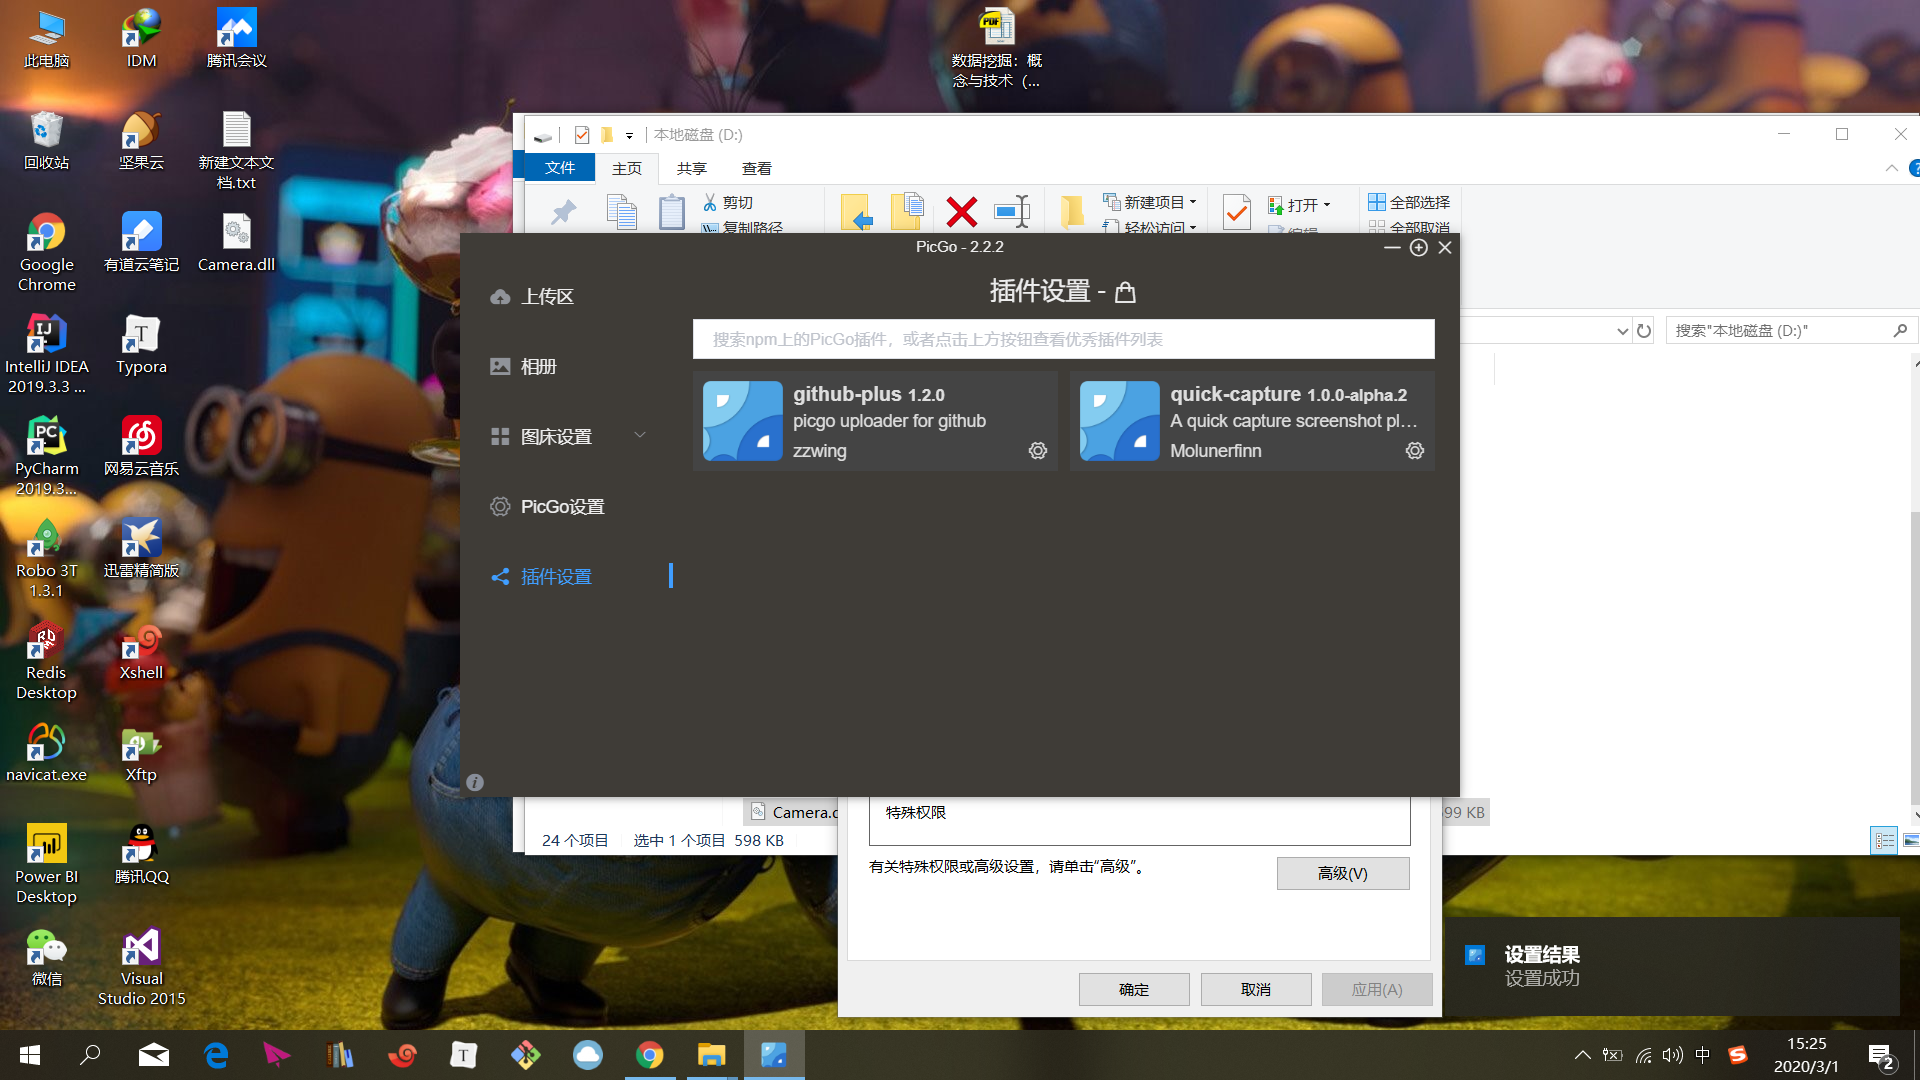 此电脑
IDM
腾讯会议
回收站
坚果云
新建文本文
档.txt
Google
Chrome
有道云笔记
Camera.dll
IntelliJ IDEA
2019.3.3 ...
Typora
PyCharm
2019.3...
网易云音乐
Robo 3T
1.3.1
迅雷精简版
Redis
Desktop
Xshell
navicat.exe
Xftp
Power BI
Desktop
腾讯QQ
微信
Visual
Studio 2015
PDF
数据挖掘：概
念与技术（...
本地磁盘 (D:)
文件
主页
共享
查看
剪切
复制路径
新建项目
轻松访问
打开
编辑
全部选择
全部取消
搜索"本地磁盘 (D:)"
PicGo - 2.2.2
上传区
相册
图床设置
PicGo设置
插件设置
插件设置 -
搜索npm上的PicGo插件，或者点击上方按钮查看优秀插件列表
github-plus 1.2.0
picgo uploader for github
zzwing
quick-capture 1.0.0-alpha.2
A quick capture screenshot pl...
Molunerfinn
Camera.d
99 KB
24 个项目
选中 1 个项目 598 KB
特殊权限
有关特殊权限或高级设置，请单击“高级”。
高级(V)
确定
取消
应用(A)
设置结果
设置成功
中
15:25
2020/3/1
2